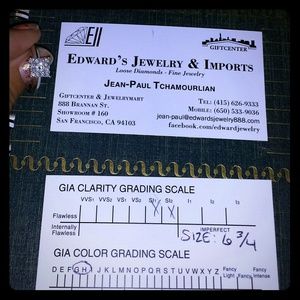 EII
GIFTCENTER
EDWARD'S JEWELRY & IMPORTS
Loose Diamonds - Fine Jewelry
JEAN-PAUL TCHAMOURLIAN
GIFTCENTER & JEWELRYMART
888 BRANNAN ST.
SHOWROOM # 160
SAN FRANCISCO, CA 94103
TEL: (415) 626-9333
MOBILE: (650) 533-9036
jean-paul@edwardsjewelry888.com
facebook.com/edwardjewelry
GIA CLARITY GRADING SCALE
VVS1 VVS2 VS1 VS2 SI1 SI2 I1 I2 I3
Flawless
IMPERFECT
Internally
Flawless
SIZE: 6 3/4
GIA COLOR GRADING SCALE
D E F G H I J K L M N O P Q R S T U V W X Y Z Fancy Light Fancy Fancy Intense